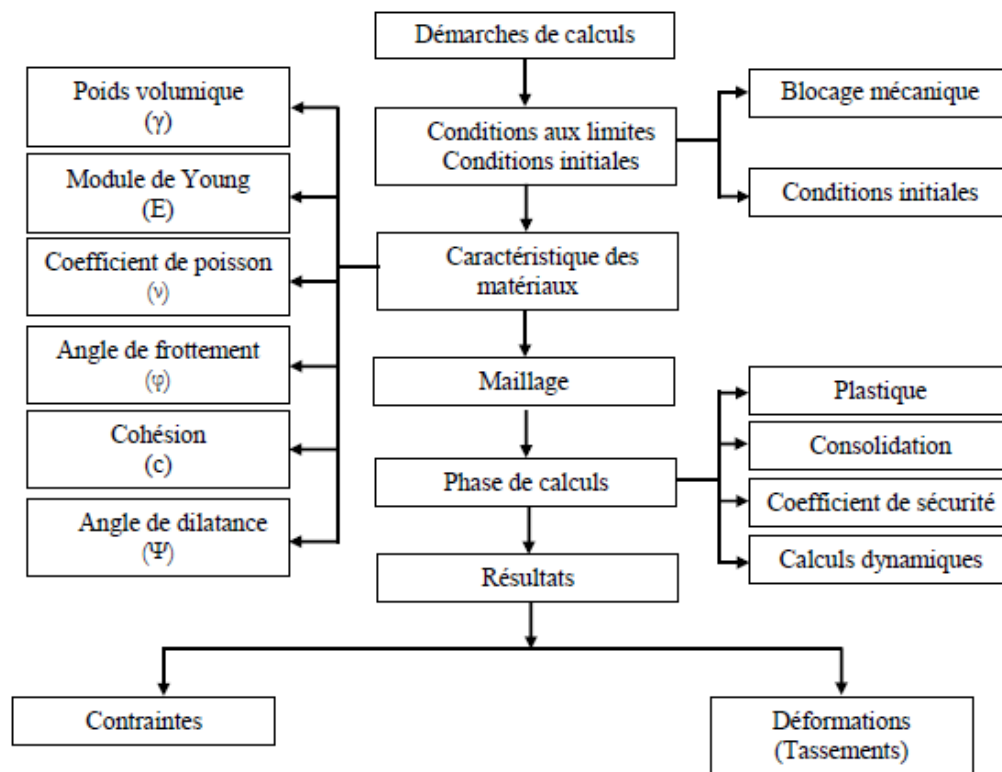 Démarches de calculs
Poids volumique
(γ)
Blocage mécanique
Conditions aux limites
Conditions initiales
Module de Young
(E)
Conditions initiales
Coefficient de poisson
(ν)
Caractéristique des
matériaux
Angle de frottement
(φ)
Maillage
Plastique
Cohésion
(c)
Consolidation
Phase de calculs
Coefficient de sécurité
Angle de dilatance
(Ψ)
Calculs dynamiques
Résultats
Contraintes
Déformations
(Tassements)